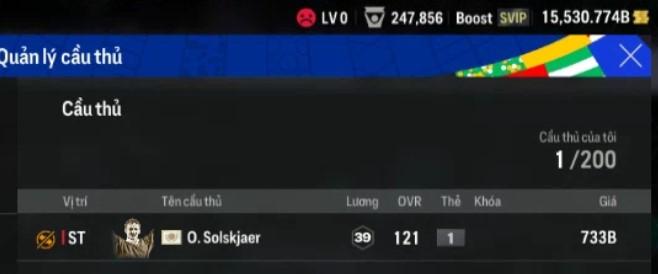 LV 0 247,856 Boost SVIP 15,530.774B
Quản lý cầu thủ
Cầu thủ
Cầu thủ của tôi
1 /200
Vị trí Tên cầu thủ Lương OVR Thẻ Khóa Giá
ST O. Solskjaer 39 121 1 733B